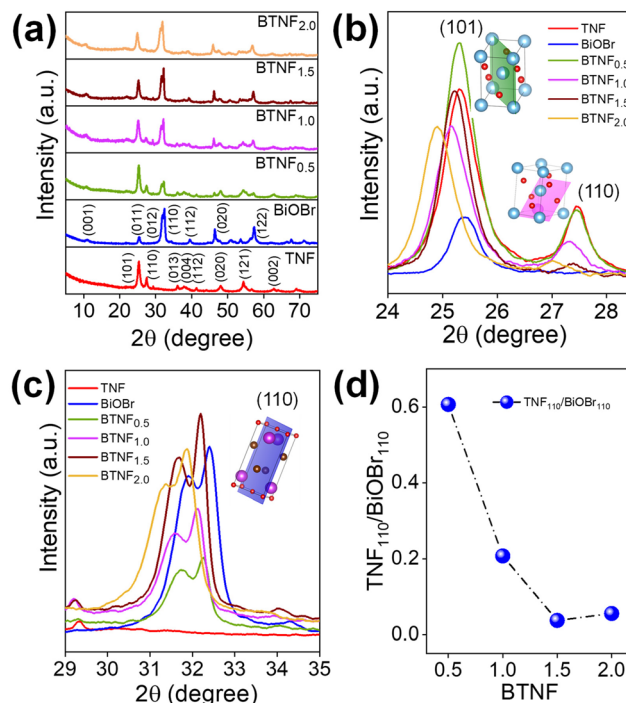 (a)
BTNF2.0
BTNF1.5
BTNF1.0
BTNF0.5
BiOBr
(001)
(011)
(012)
(110)
(112)
(020)
(122)
TNF
(101)
(110)
(013)
(004)
(112)
(020)
(121)
(002)
Intensity (a.u.)
10 20 30 40 50 60 70
2θ (degree)
(b)
(101)
(110)
TNF
BiOBr
BTNF0.5
BTNF1.0
BTNF1.5
BTNF2.0
Intensity (a.u.)
24 25 26 27 28
2θ (degree)
(c)
TNF
BiOBr
BTNF0.5
BTNF1.0
BTNF1.5
BTNF2.0
(110)
Intensity (a.u.)
29 30 31 32 33 34 35
2θ (degree)
(d)
TNF110/BiOBr110
TNF110/BiOBr110
0.6
0.4
0.2
0.0
0.5 1.0 1.5 2.0
BTNF